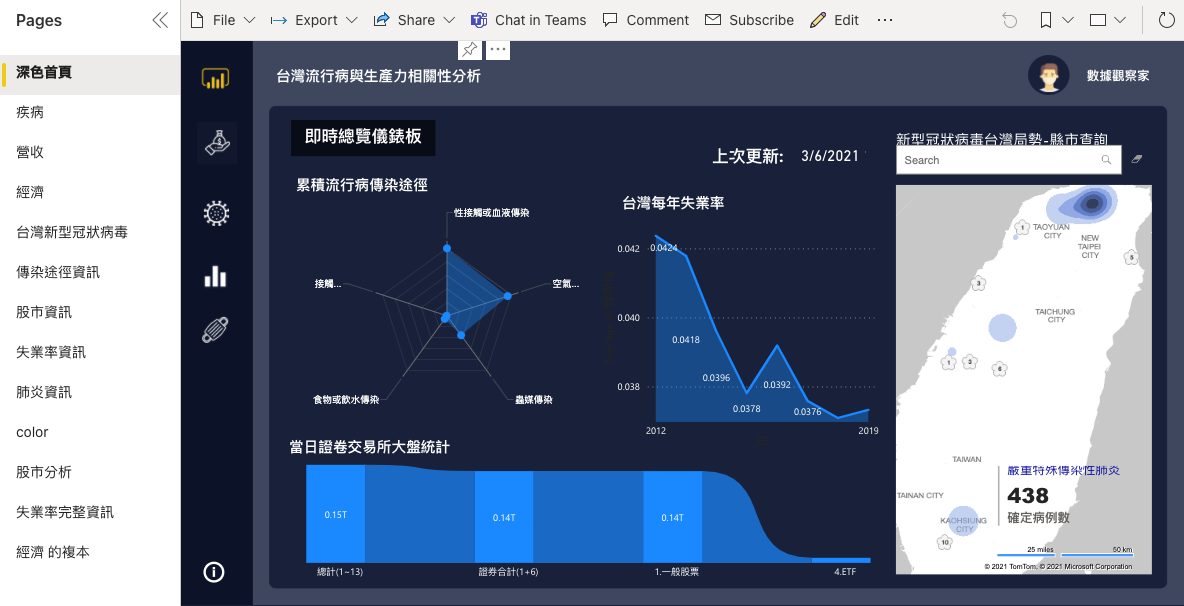 Pages
File
Export
Share
Chat in Teams
Comment
Subscribe
Edit
深色首頁
疾病
營收
經濟
台灣新型冠狀病毒
傳染途徑資訊
股市資訊
失業率資訊
肺炎資訊
color
股市分析
失業率完整資訊
經濟 的複本
台灣流行病與生產力相關性分析
數據觀察家
即時總覽儀錶板
上次更新: 3/6/2021
累積流行病傳染途徑
性接觸或血液傳染
空氣...
蟲媒傳染
食物或飲水傳染
接觸...
台灣每年失業率
0.042
0.040
0.038
0.0424
0.0418
0.0396
0.0378
0.0392
0.0376
2012
2019
當日證卷交易所大盤統計
0.15T
0.14T
0.14T
總計(1~13)
證券合計(1+6)
1.一般股票
4.ETF
新型冠狀病毒台灣局勢-縣市查詢
Search
TAOYUAN
CITY
NEW
TAIPEI
CITY
1
5
3
TAICHUNG
CITY
1
3
6
TAIWAN
TAINAN CITY
KAOHSIUNG
CITY
10
嚴重特殊傳染性肺炎
438
確定病例數
25 miles
50 km
© 2021 TomTom, © 2021 Microsoft Corporation